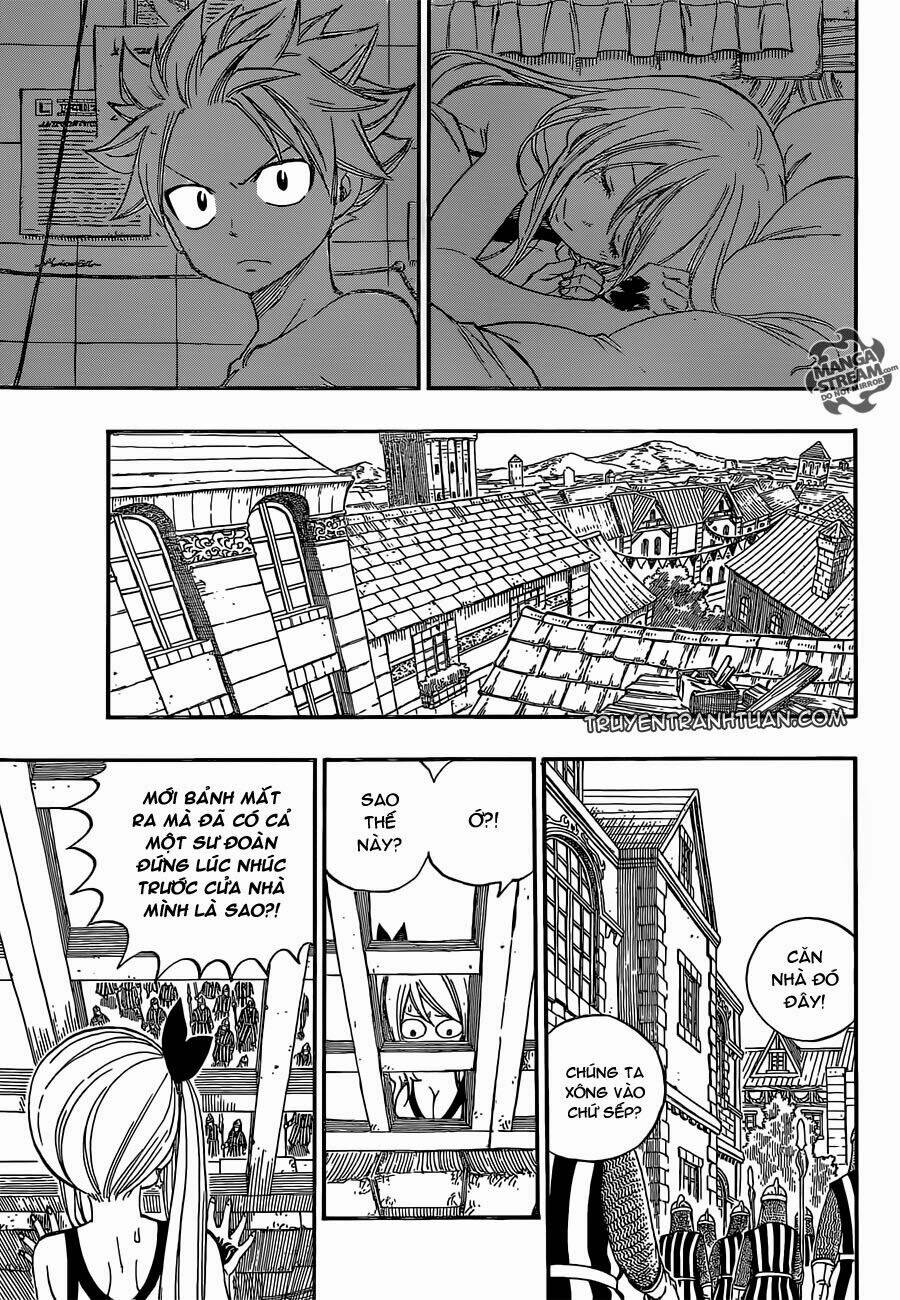 MANGA
STREAM.com
DO NOT MIRROR
TRUYENTRANHTUAN.COM
CĂN
NHÀ ĐÓ
ĐÂY!
CHÚNG TA
XÔNG VÀO
CHỨ SẾP?
Ớ?!
SAO
THẾ
NÀY?
MỚI BẢNH MẮT
RA MÀ ĐÃ CÓ CẢ
MỘT SƯ ĐOÀN
ĐỨNG LÚC NHÚC
TRƯỚC CỬA NHÀ
MÌNH LÀ SAO?!